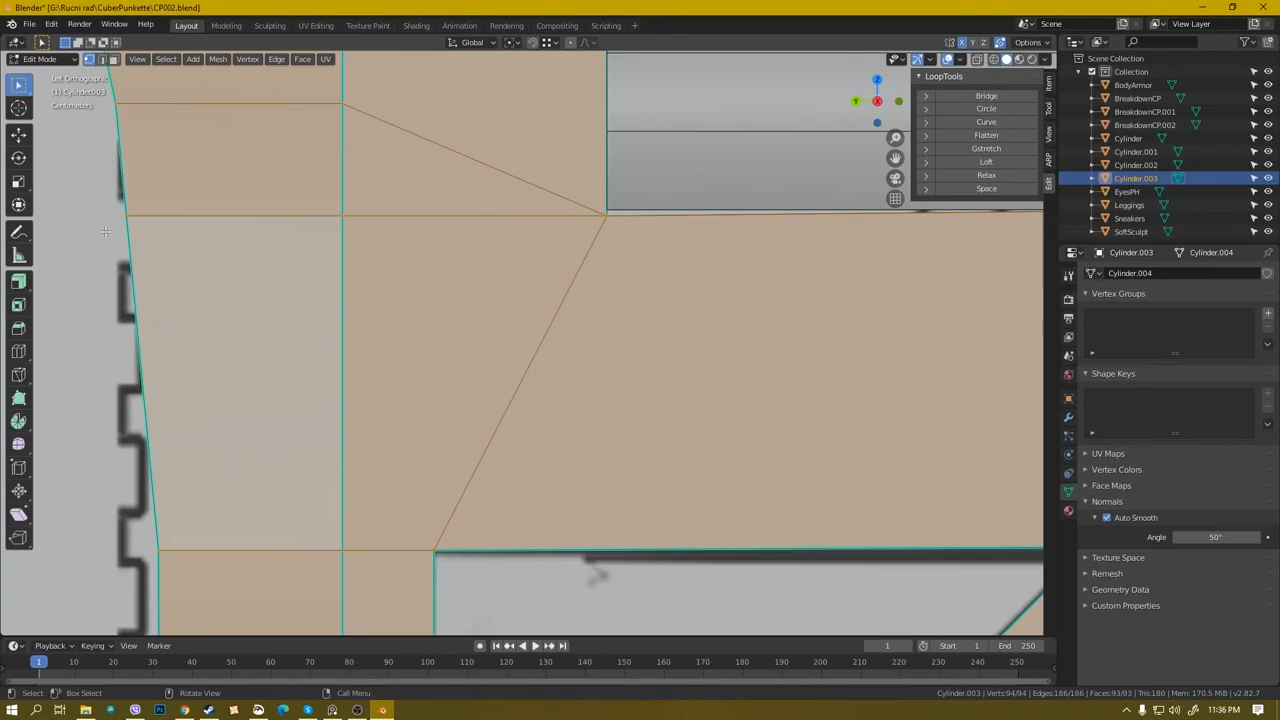 Blender* [G:\Rucni rad\CuberPunkette\CP002.blend]
File Edit Render Window Help Layout Modeling Sculpting UV Editing Texture Paint Shading Animation Rendering Compositing Scripting + Scene View Layer
Global X Y Z Options
Edit Mode View Select Add Mesh Vertex Edge Face UV
Left Orthographic
(1) Cylinder.003
Centimeters
Z
Y X
LoopTools
Bridge
Circle
Curve
Flatten
Gstretch
Loft
Relax
Space
Item
Tool
View
ARP
Edit
Scene Collection
Collection
BodyArmor
BreakdownCP
BreakdownCP.001
BreakdownCP.002
Cylinder
Cylinder.001
Cylinder.002
Cylinder.003
EyesPH
Leggings
Sneakers
SoftSculpt
Cylinder.003 Cylinder.004
Cylinder.004
Vertex Groups
Shape Keys
UV Maps
Vertex Colors
Face Maps
Normals
Auto Smooth
Angle 50°
Texture Space
Remesh
Geometry Data
Custom Properties
Playback Keying View Marker 1 Start 1 End 250
1 10 20 30 40 50 60 70 80 90 100 110 120 130 140 150 160 170 180 190 200 210 220 230 240 250
Select Box Select Rotate View Call Menu Cylinder.003 | Verts:94/94 | Edges:186/186 | Faces:93/93 | Tris:180 | Mem: 170.5 MiB | v2.82.7
11:36 PM